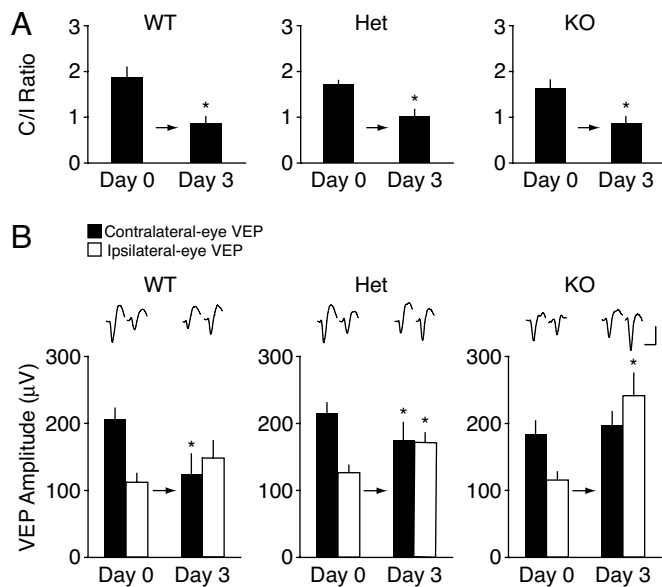 A
WT Het KO
C/I Ratio
3 3 3
2 2 2
* * *
1 1 1
0 0 0
Day 0 Day 3 Day 0 Day 3 Day 0 Day 3
B
Contralateral-eye VEP
Ipsilateral-eye VEP
WT Het KO
VEP Amplitude (µV)
300 300 300
*
200 200 200
* * *
100 100 100
0 0 0
Day 0 Day 3 Day 0 Day 3 Day 0 Day 3